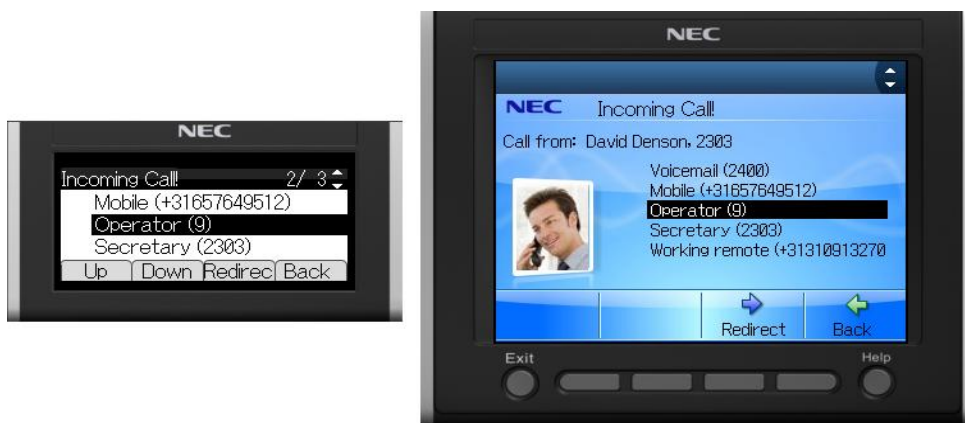 NEC
Incoming Call! 2/ 3
Mobile (+31657649512)
Operator (9)
Secretary (2303)
Up Down Redirec Back
NEC
NEC Incoming Call!
Call from: David Denson, 2303
Voicemail (2400)
Mobile (+31657649512)
Operator (9)
Secretary (2303)
Working remote (+31310913270
Redirect Back
Exit Help